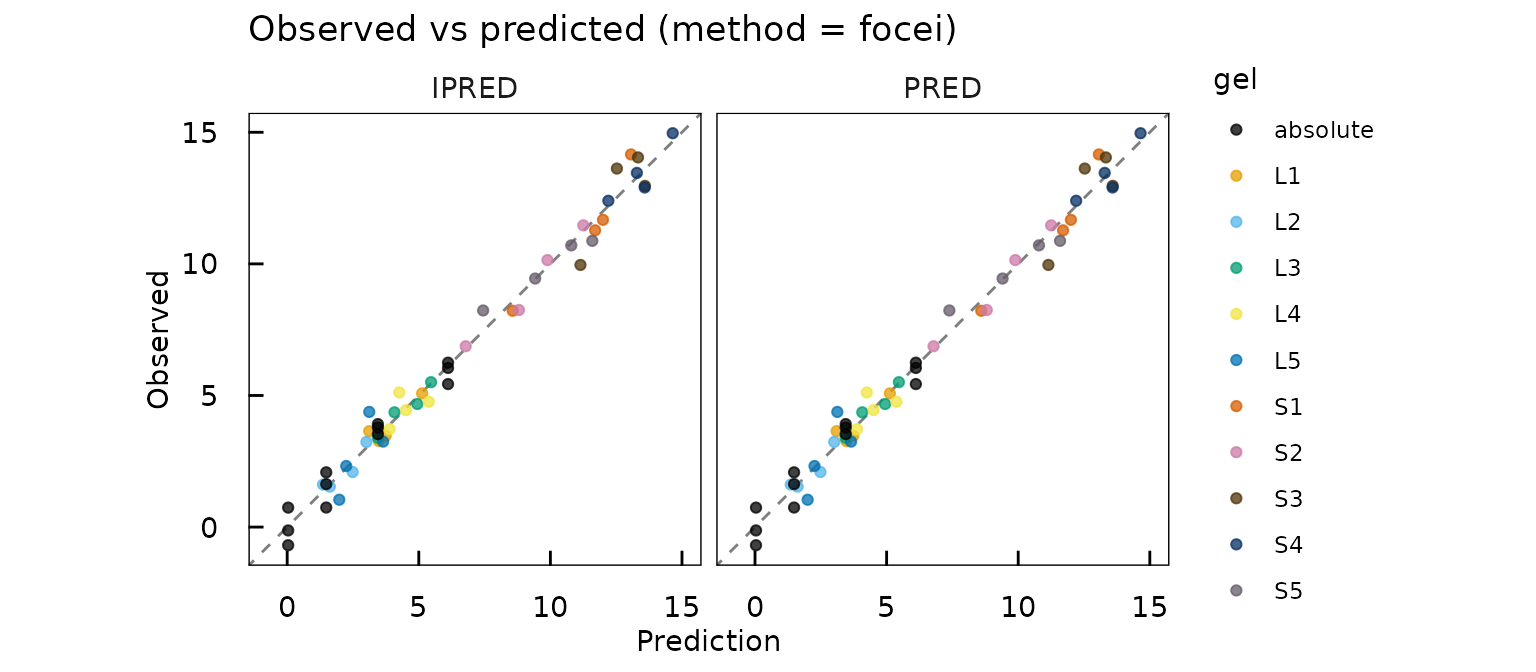 Observed vs predicted (method = focei)
IPRED
PRED
Observed
15
10
5
0
0 5 10 15
0 5 10 15
Prediction
gel
absolute
L1
L2
L3
L4
L5
S1
S2
S3
S4
S5